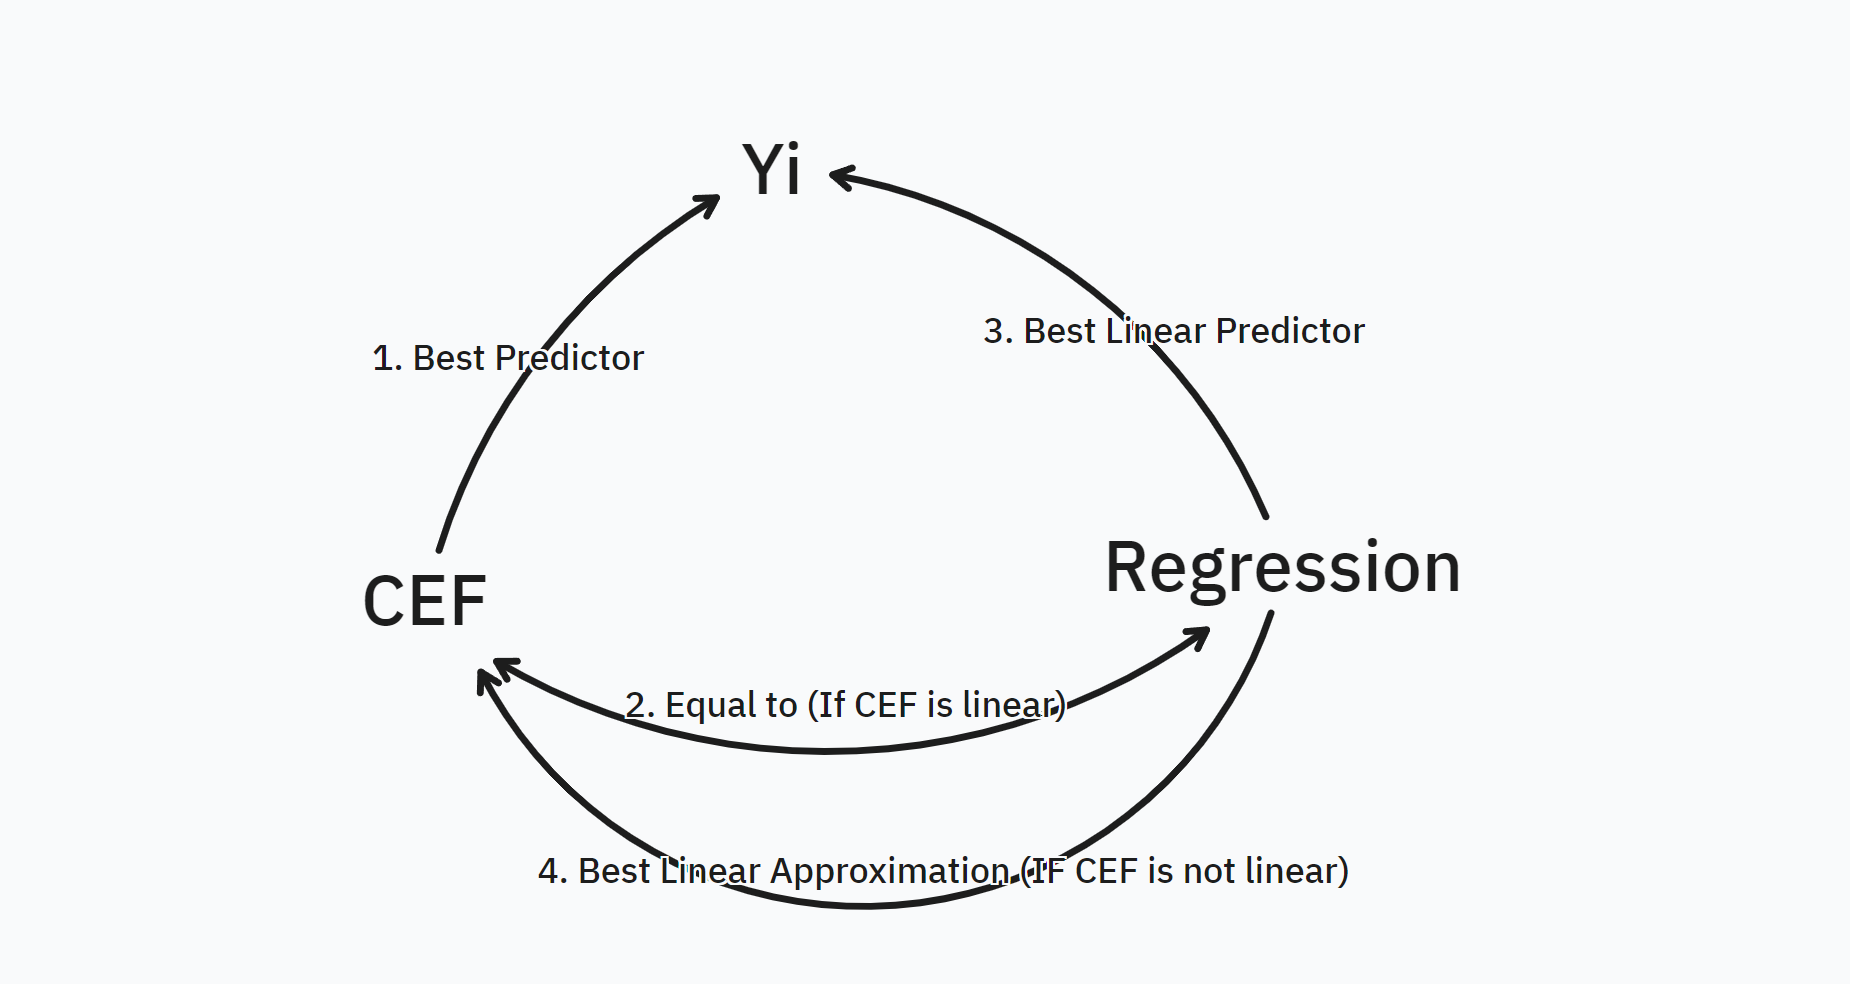 Yi
3. Best Linear Predictor
1. Best Predictor
Regression
CEF
2. Equal to (If CEF is linear)
4. Best Linear Approximation (IF CEF is not linear)